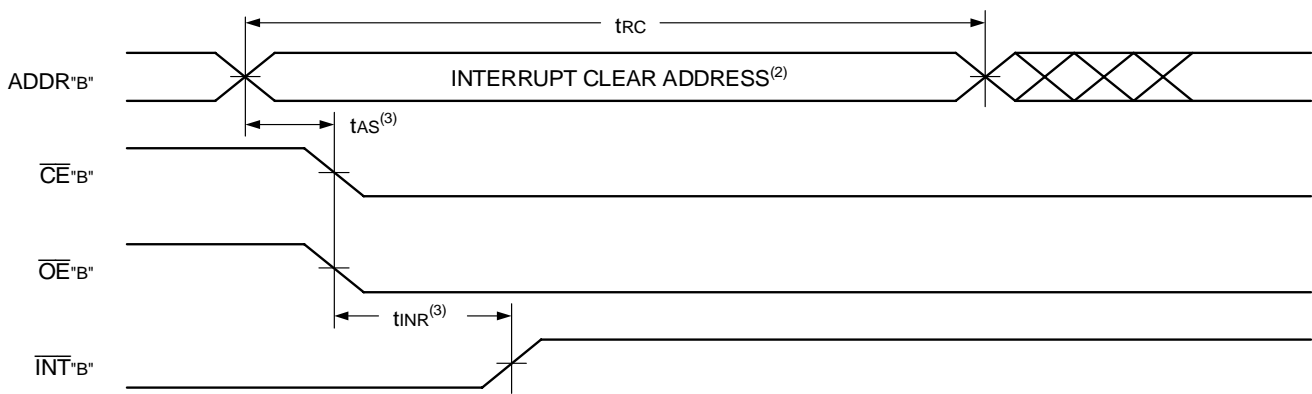 tRC
ADDR"B"
INTERRUPT CLEAR ADDRESS(2)
tAS(3)
CE"B"
OE"B"
tINR(3)
INT"B"